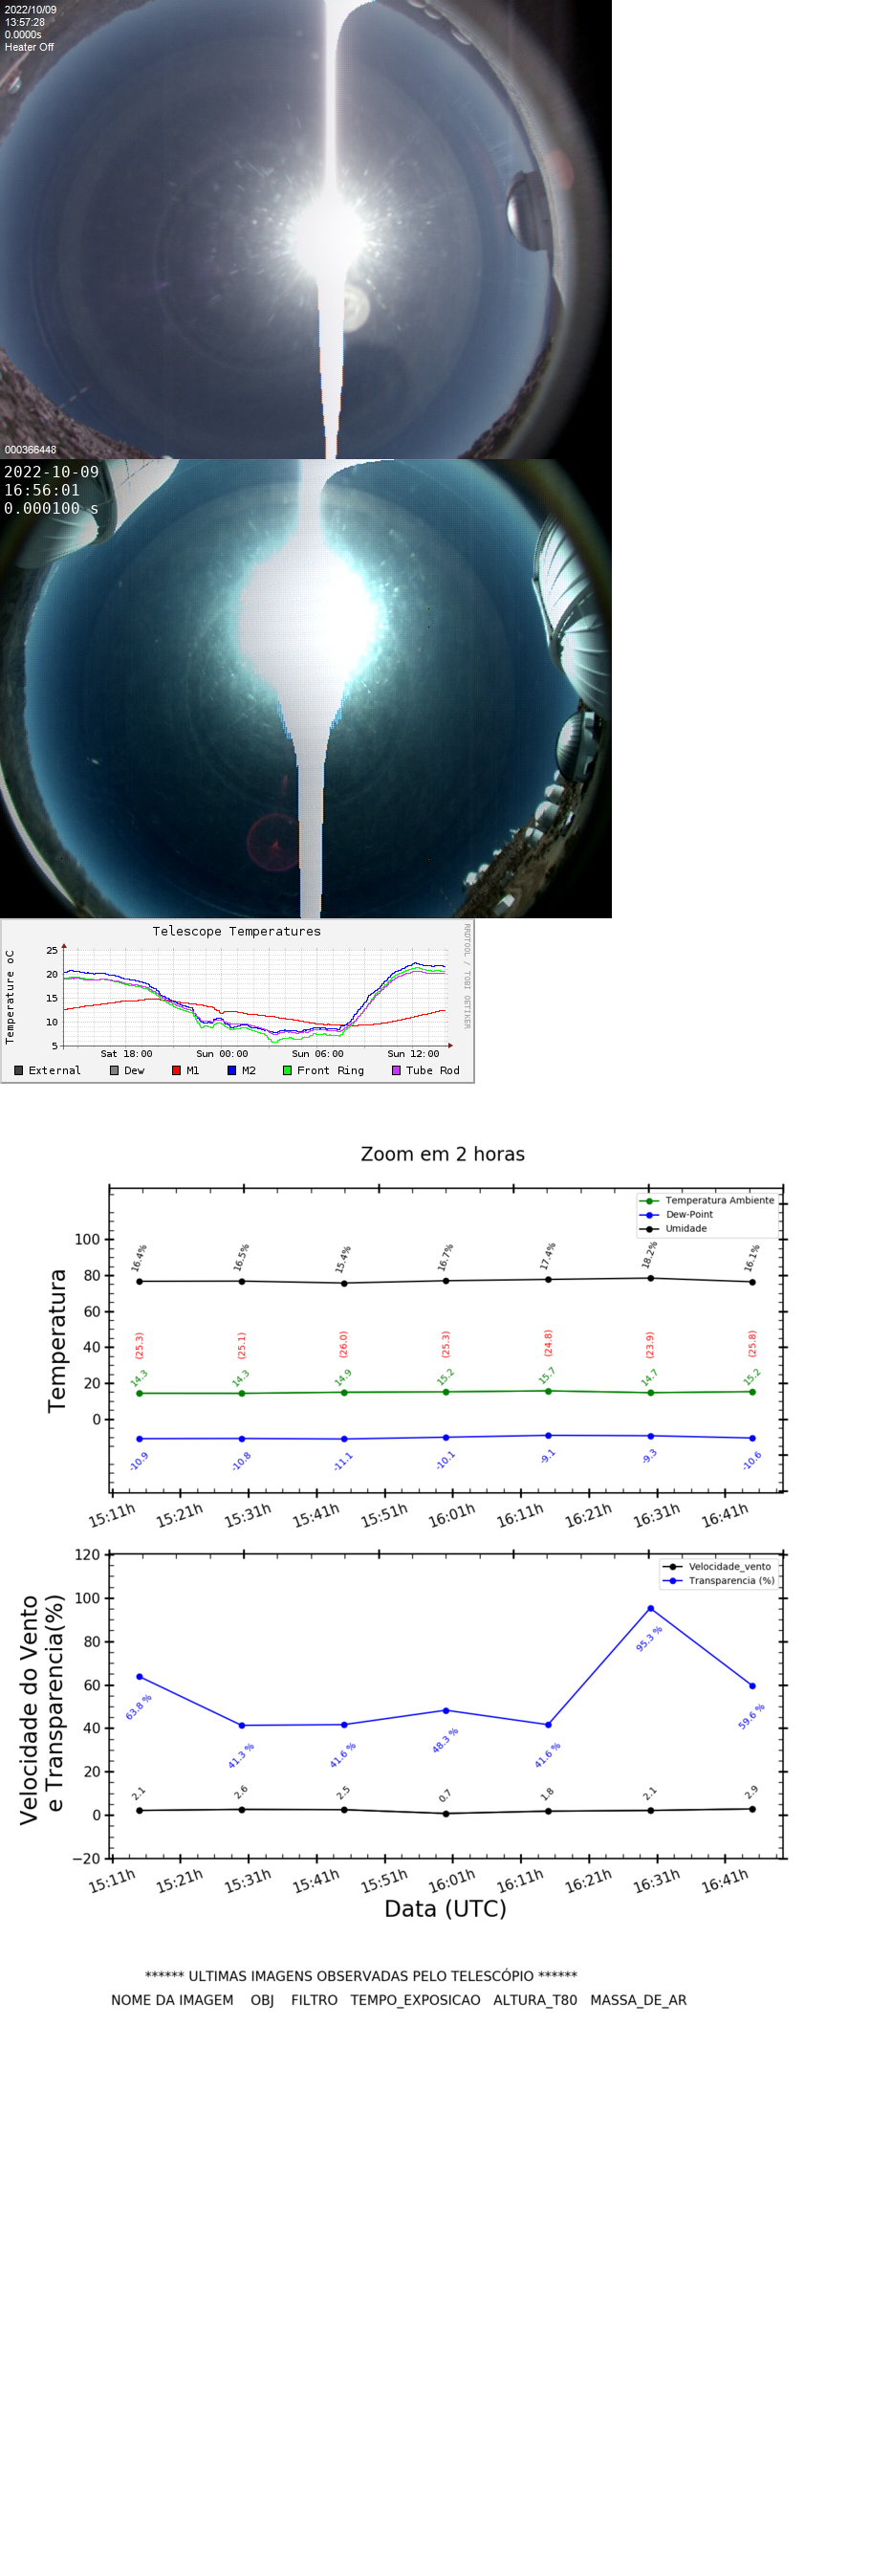 2022/10/09
13:57:28
0.0000s
Heater Off
000366448
2022-10-09
16:56:01
0.000100 s
Telescope Temperatures
RRDTOOL / TOBI OETIKER
Temperature oC
25
20
15
10
5
Sat 18:00 Sun 00:00 Sun 06:00 Sun 12:00
External Dew M1 M2 Front Ring Tube Rod
Zoom em 2 horas
Temperatura
100
80
60
40
20
0
Temperatura Ambiente
Dew-Point
Umidade
16.4% 16.5% 15.4% 16.7% 17.4% 18.2% 16.1%
(25.3) (25.1) (26.0) (25.3) (24.8) (23.9) (25.8)
14.3 14.3 14.9 15.2 15.7 14.7 15.2
-10.9 -10.8 -11.1 -10.1 -9.1 -9.3 -10.6
15:11h 15:21h 15:31h 15:41h 15:51h 16:01h 16:11h 16:21h 16:31h 16:41h
Velocidade do Vento
e Transparencia(%)
120
100
80
60
40
20
0
−20
Velocidade_vento
Transparencia (%)
63.8 % 41.3 % 41.6 % 48.3 % 41.6 % 95.3 % 59.6 %
2.1 2.6 2.5 0.7 1.8 2.1 2.9
15:11h 15:21h 15:31h 15:41h 15:51h 16:01h 16:11h 16:21h 16:31h 16:41h
Data (UTC)
****** ULTIMAS IMAGENS OBSERVADAS PELO TELESCÓPIO ******
NOME DA IMAGEM OBJ FILTRO TEMPO_EXPOSICAO ALTURA_T80 MASSA_DE_AR